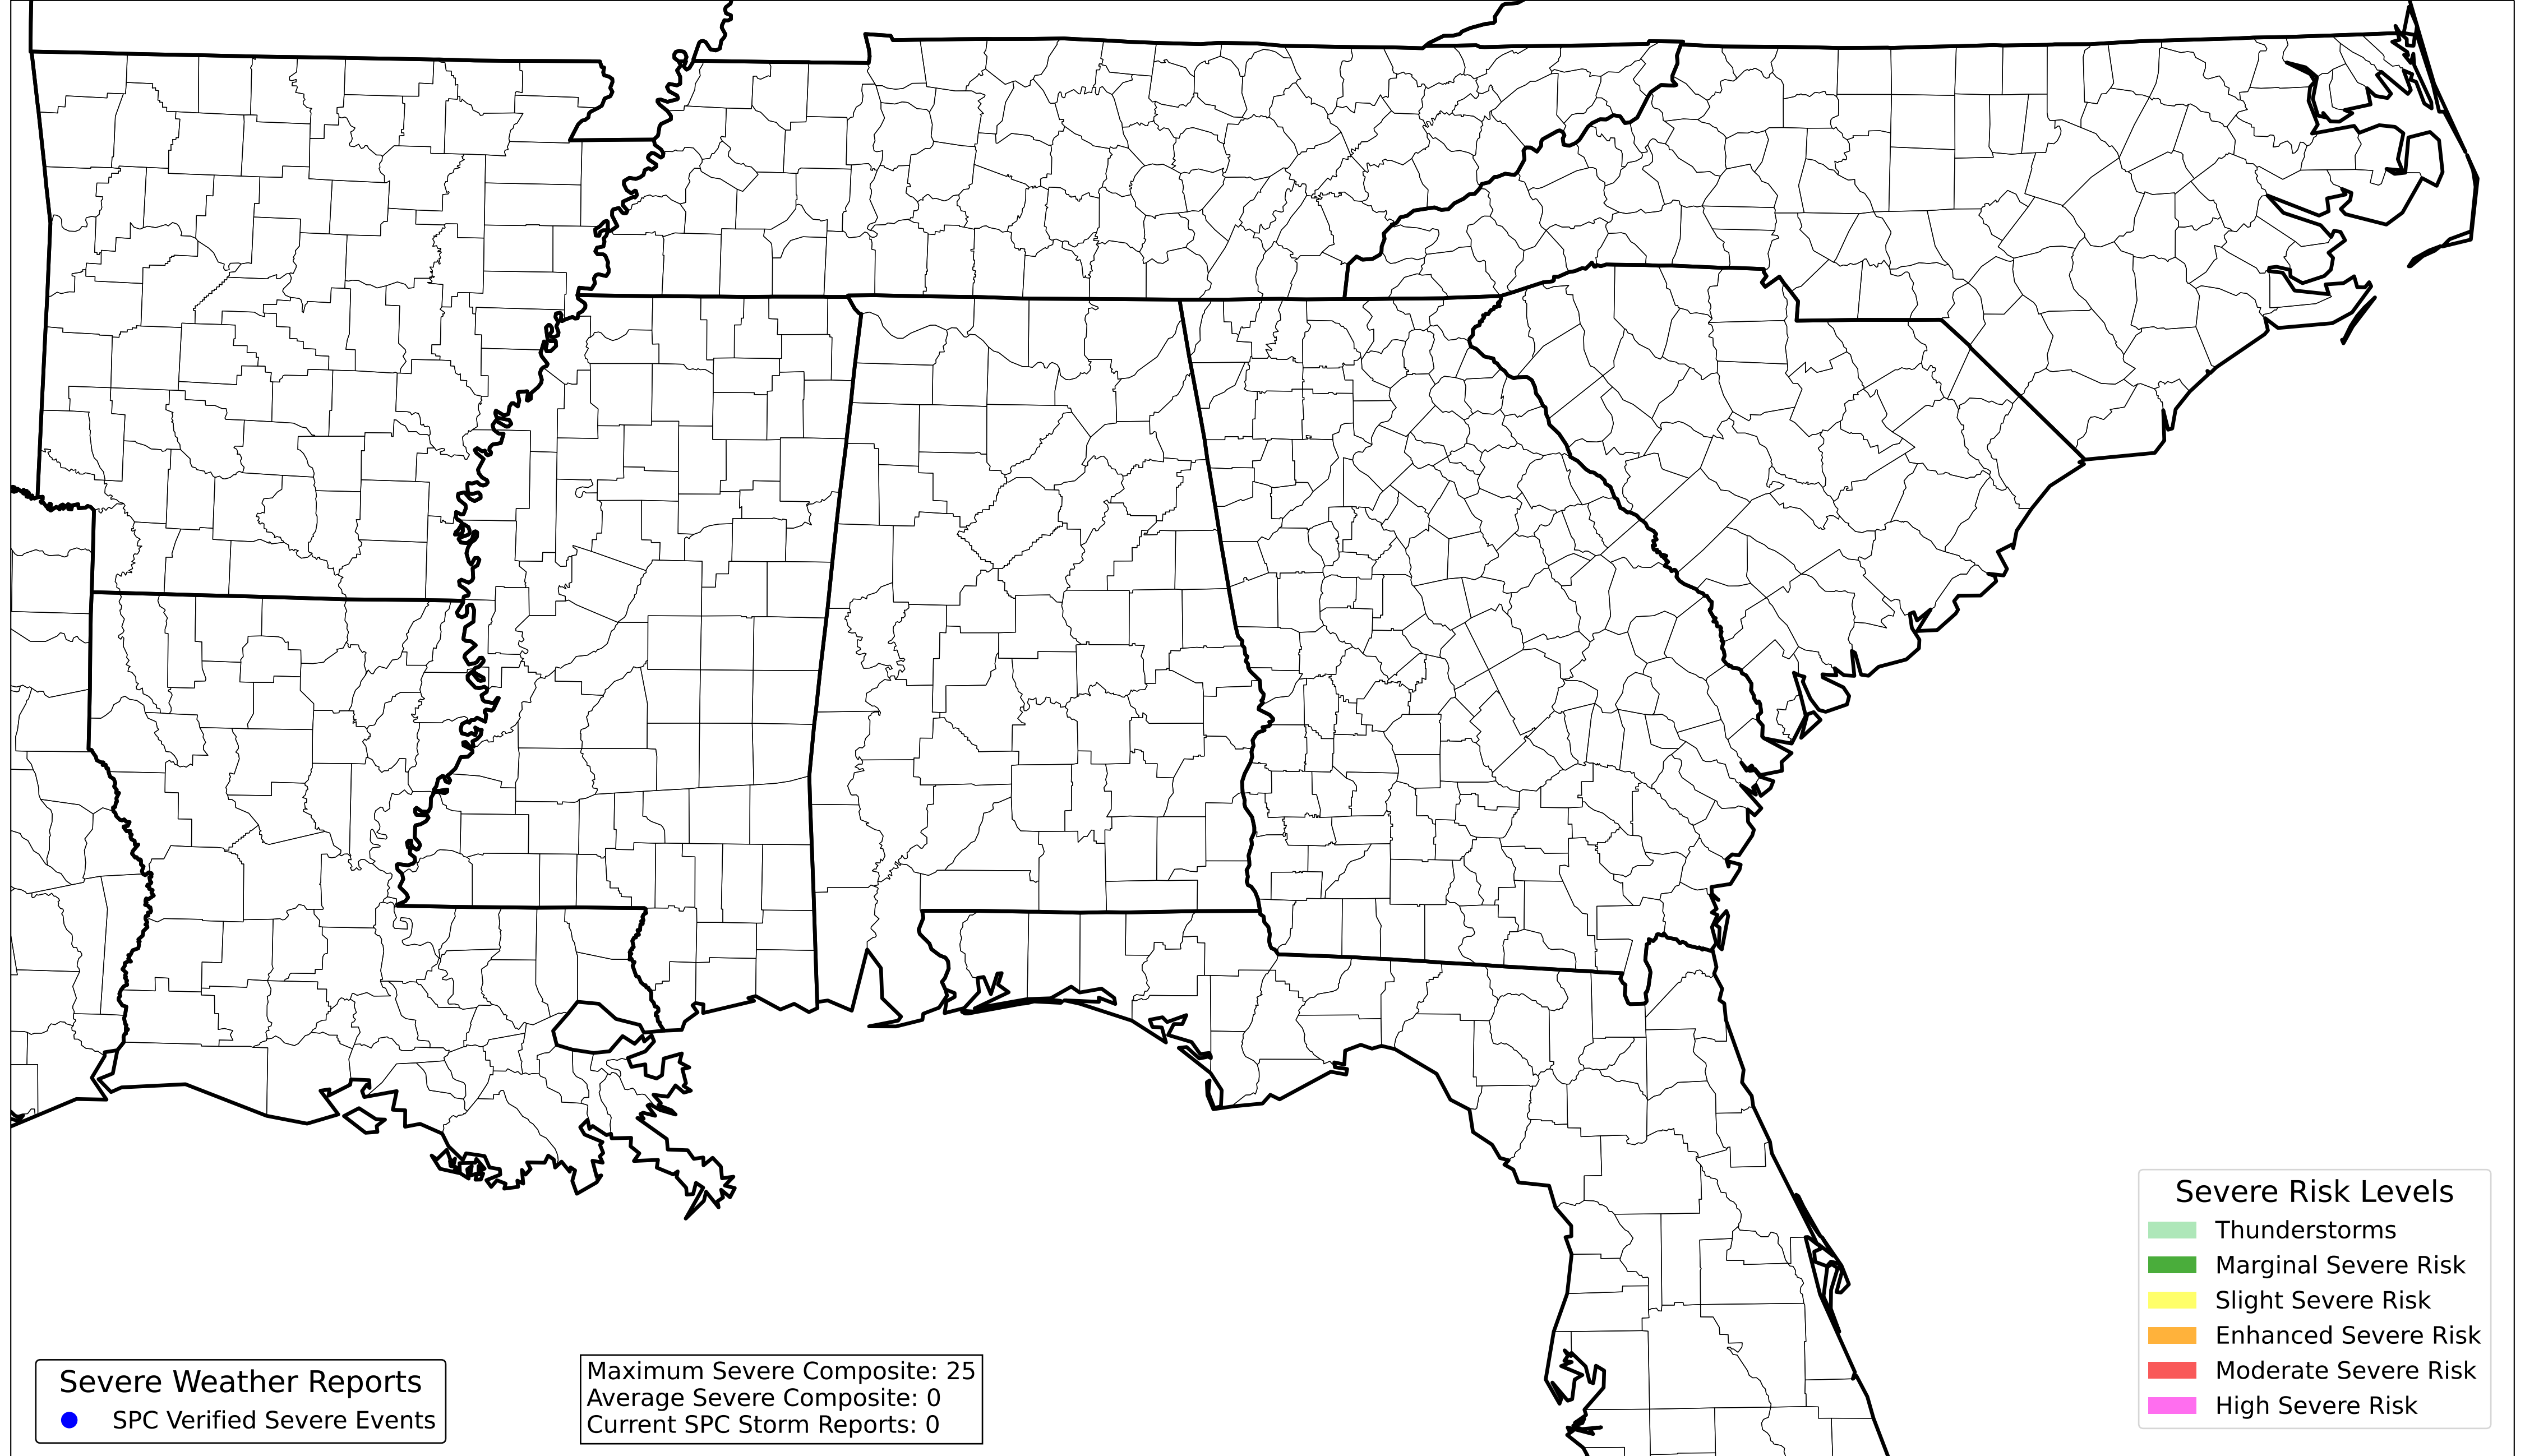 Severe Weather Reports
SPC Verified Severe Events
Maximum Severe Composite: 25
Average Severe Composite: 0
Current SPC Storm Reports: 0
Severe Risk Levels
Thunderstorms
Marginal Severe Risk
Slight Severe Risk
Enhanced Severe Risk
Moderate Severe Risk
High Severe Risk